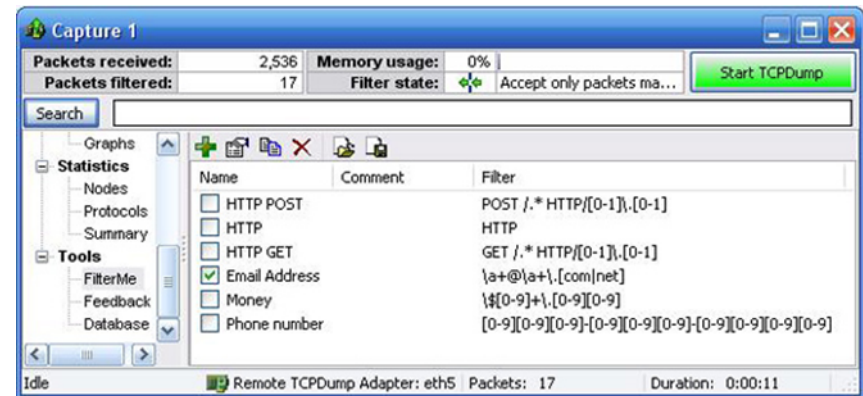 Capture 1
Packets received: 2,536 Memory usage: 0%
Packets filtered: 17 Filter state: Accept only packets ma...
Start TCPDump
Search
Graphs
Statistics
Nodes
Protocols
Summary
Tools
FilterMe
Feedback
Database
Name Comment Filter
HTTP POST POST /.* HTTP/[0-1]\.[0-1]
HTTP HTTP
HTTP GET GET /.* HTTP/[0-1]\.[0-1]
Email Address \a+@\a+\.[com|net]
Money \$[0-9]+\.[0-9][0-9]
Phone number [0-9][0-9][0-9]-[0-9][0-9][0-9]-[0-9][0-9][0-9][0-9]
Idle Remote TCPDump Adapter: eth5 Packets: 17 Duration: 0:00:11